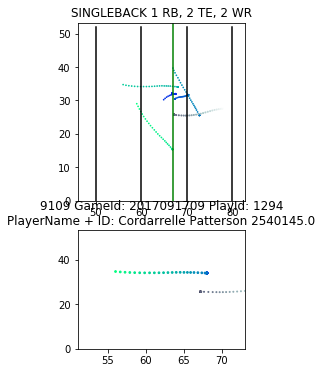 SINGLEBACK 1 RB, 2 TE, 2 WR
50
40
30
20
10
0
50 60 70 80
9109 GameId: 2017091709 PlayId: 1294
PlayerName + ID: Cordarrelle Patterson 2540145.0
40
20
0
55 60 65 70